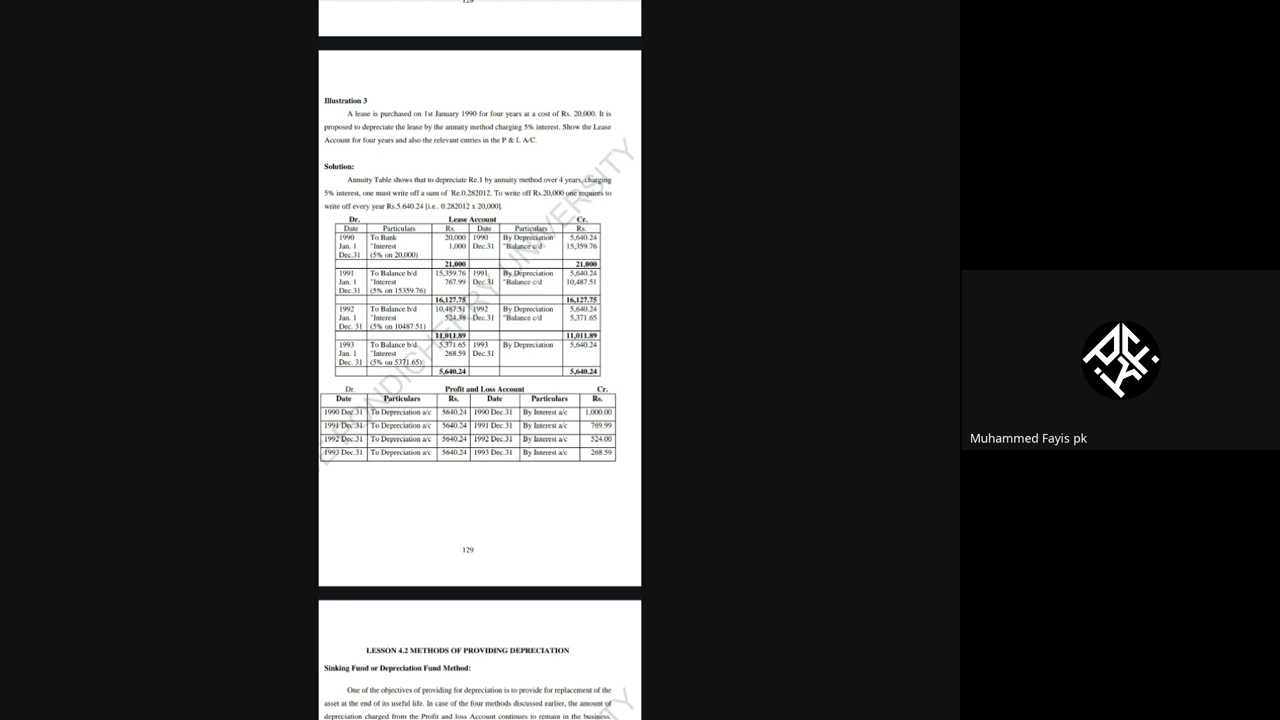 Illustration 3
A lease is purchased on 1st January 1990 for four years at a cost of Rs. 20,000. It is
proposed to depreciate the lease by the annuity method charging 5% interest. Show the Lease
Account for four years and also the relevant entries in the P & L A/C.
Solution:
Annuity Table shows that to depreciate Re.1 by annuity method over 4 years, charging
5% interest, one must write off a sum of Re.0.282012. To write off Rs.20,000 one requires to
write off every year Rs.5.640.24 [i.e.. 0.282012 x 20,000].
Dr. Lease Account Cr.
Date Particulars Rs. Date Particulars Rs.
1990 To Bank 20,000 1990 By Depreciation 5,640.24
Jan. 1 "Interest 1,000 Dec.31 "Balance c/d 15,359.76
Dec.31 (5% on 20,000)
21,000 21,000
1991 To Balance b/d 15,359.76 1991 By Depreciation 5,640.24
Jan. 1 "Interest 767.99 Dec.31 "Balance c/d 10,487.51
Dec.31 (5% on 15359.76)
16,127.75 16,127.75
1992 To Balance b/d 10,487.51 1992 By Depreciation 5,640.24
Jan. 1 "Interest 524.38 Dec.31 "Balance c/d 5,371.65
Dec. 31 (5% on 10487.51)
11,011.89 11,011.89
1993 To Balance b/d 5,371.65 1993 By Depreciation 5,640.24
Jan. 1 "Interest 268.59 Dec.31
Dec. 31 (5% on 5371.65)
5,640.24 5,640.24
Dr. Profit and Loss Account Cr.
Date Particulars Rs. Date Particulars Rs.
1990 Dec.31 To Depreciation a/c 5640.24 1990 Dec.31 By Interest a/c 1,000.00
1991 Dec.31 To Depreciation a/c 5640.24 1991 Dec.31 By Interest a/c 769.99
1992 Dec.31 To Depreciation a/c 5640.24 1992 Dec.31 By Interest a/c 524.00
1993 Dec.31 To Depreciation a/c 5640.24 1993 Dec.31 By Interest a/c 268.59
129
LESSON 4.2 METHODS OF PROVIDING DEPRECIATION
Sinking Fund or Depreciation Fund Method:
One of the objectives of providing for depreciation is to provide for replacement of the
asset at the end of its useful life. In case of the four methods discussed earlier, the amount of
depreciation charged from the Profit and loss Account continues to remain in the business.
Muhammed Fayis pk